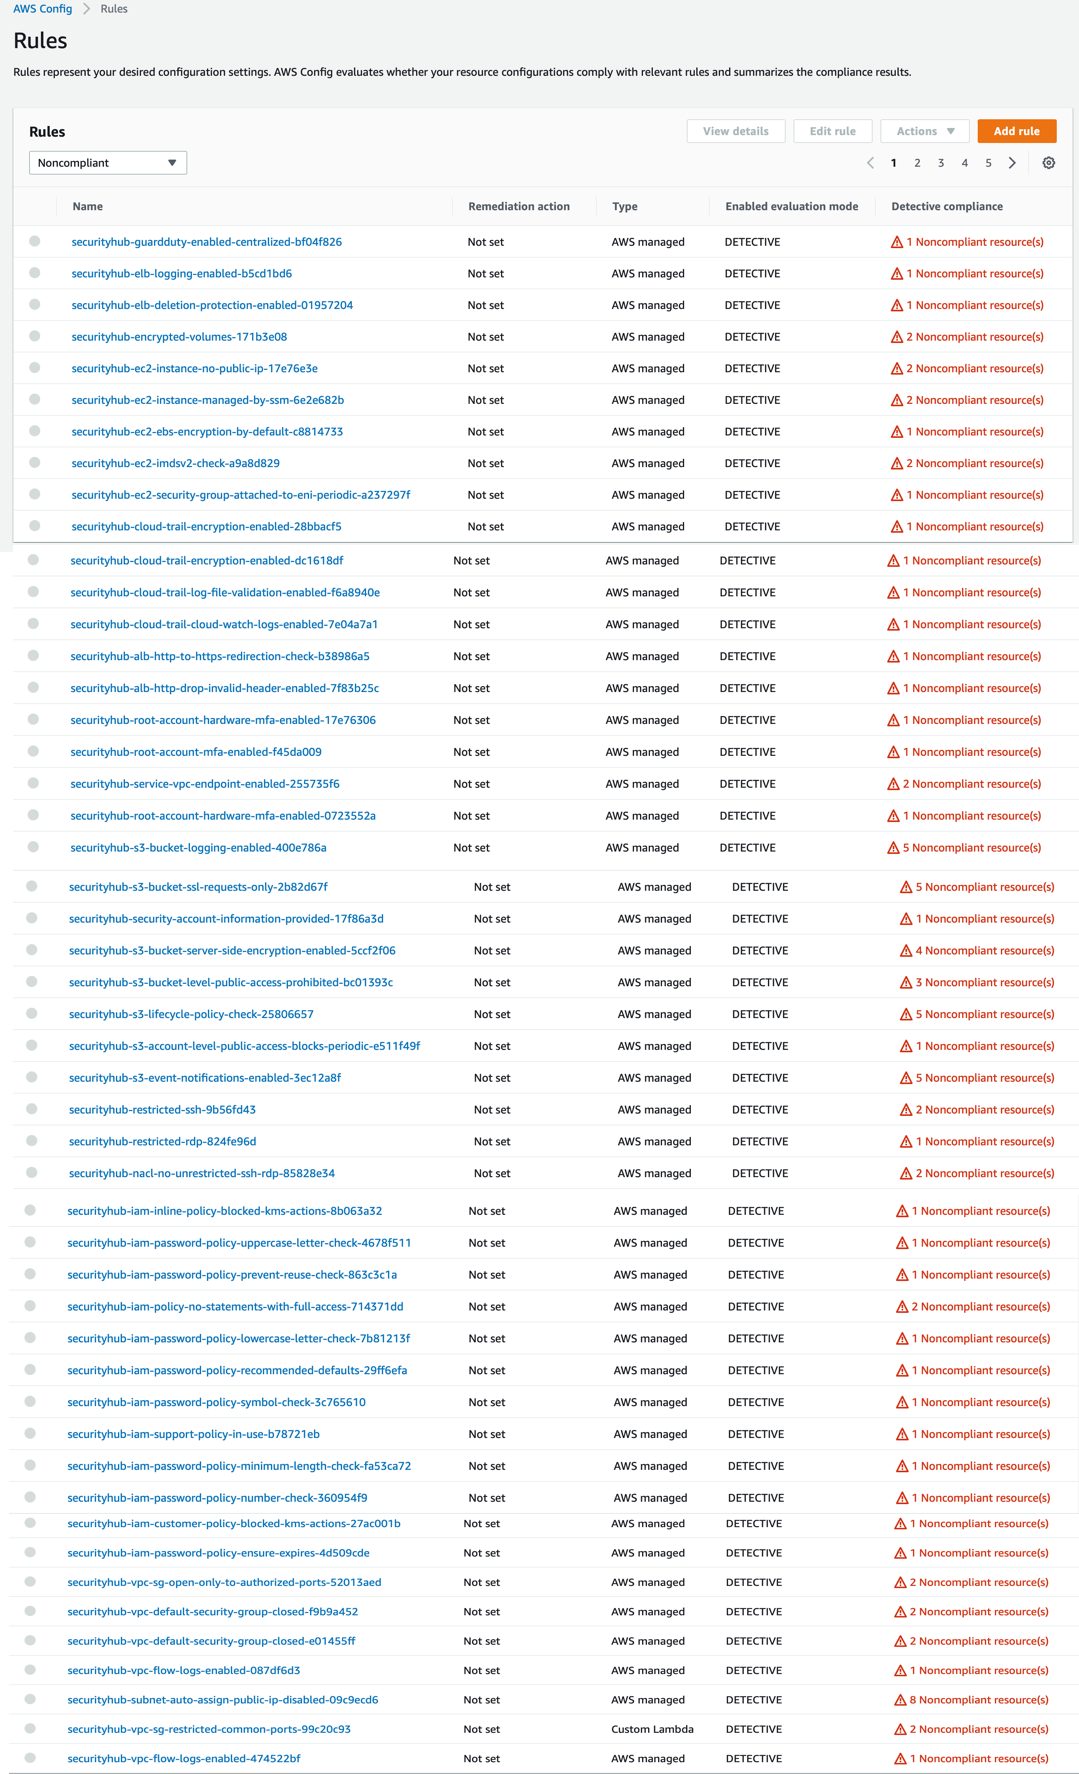 AWS Config > Rules
Rules
Rules represent your desired configuration settings. AWS Config evaluates whether your resource configurations comply with relevant rules and summarizes the compliance results.
Rules View details Edit rule Actions Add rule
Noncompliant 1 2 3 4 5
Name Remediation action Type Enabled evaluation mode Detective compliance
securityhub-guardduty-enabled-centralized-bf04f826 Not set AWS managed DETECTIVE 1 Noncompliant resource(s)
securityhub-elb-logging-enabled-b5cd1bd6 Not set AWS managed DETECTIVE 1 Noncompliant resource(s)
securityhub-elb-deletion-protection-enabled-01957204 Not set AWS managed DETECTIVE 1 Noncompliant resource(s)
securityhub-encrypted-volumes-171b3e08 Not set AWS managed DETECTIVE 2 Noncompliant resource(s)
securityhub-ec2-instance-no-public-ip-17e76e3e Not set AWS managed DETECTIVE 2 Noncompliant resource(s)
securityhub-ec2-instance-managed-by-ssm-6e2e682b Not set AWS managed DETECTIVE 2 Noncompliant resource(s)
securityhub-ec2-ebs-encryption-by-default-c8814733 Not set AWS managed DETECTIVE 1 Noncompliant resource(s)
securityhub-ec2-imdsv2-check-a9a8d829 Not set AWS managed DETECTIVE 2 Noncompliant resource(s)
securityhub-ec2-security-group-attached-to-eni-periodic-a237297f Not set AWS managed DETECTIVE 1 Noncompliant resource(s)
securityhub-cloud-trail-encryption-enabled-28bbacf5 Not set AWS managed DETECTIVE 1 Noncompliant resource(s)
securityhub-cloud-trail-encryption-enabled-dc1618df Not set AWS managed DETECTIVE 1 Noncompliant resource(s)
securityhub-cloud-trail-log-file-validation-enabled-f6a8940e Not set AWS managed DETECTIVE 1 Noncompliant resource(s)
securityhub-cloud-trail-cloud-watch-logs-enabled-7e04a7a1 Not set AWS managed DETECTIVE 1 Noncompliant resource(s)
securityhub-alb-http-to-https-redirection-check-b38986a5 Not set AWS managed DETECTIVE 1 Noncompliant resource(s)
securityhub-alb-http-drop-invalid-header-enabled-7f83b25c Not set AWS managed DETECTIVE 1 Noncompliant resource(s)
securityhub-root-account-hardware-mfa-enabled-17e76306 Not set AWS managed DETECTIVE 1 Noncompliant resource(s)
securityhub-root-account-mfa-enabled-f45da009 Not set AWS managed DETECTIVE 1 Noncompliant resource(s)
securityhub-service-vpc-endpoint-enabled-255735f6 Not set AWS managed DETECTIVE 2 Noncompliant resource(s)
securityhub-root-account-hardware-mfa-enabled-0723552a Not set AWS managed DETECTIVE 1 Noncompliant resource(s)
securityhub-s3-bucket-logging-enabled-400e786a Not set AWS managed DETECTIVE 5 Noncompliant resource(s)
securityhub-s3-bucket-ssl-requests-only-2b82d67f Not set AWS managed DETECTIVE 5 Noncompliant resource(s)
securityhub-security-account-information-provided-17f86a3d Not set AWS managed DETECTIVE 1 Noncompliant resource(s)
securityhub-s3-bucket-server-side-encryption-enabled-5ccf2f06 Not set AWS managed DETECTIVE 4 Noncompliant resource(s)
securityhub-s3-bucket-level-public-access-prohibited-bc01393c Not set AWS managed DETECTIVE 3 Noncompliant resource(s)
securityhub-s3-lifecycle-policy-check-25806657 Not set AWS managed DETECTIVE 5 Noncompliant resource(s)
securityhub-s3-account-level-public-access-blocks-periodic-e511f49f Not set AWS managed DETECTIVE 1 Noncompliant resource(s)
securityhub-s3-event-notifications-enabled-3ec12a8f Not set AWS managed DETECTIVE 5 Noncompliant resource(s)
securityhub-restricted-ssh-9b56fd43 Not set AWS managed DETECTIVE 2 Noncompliant resource(s)
securityhub-restricted-rdp-824fe96d Not set AWS managed DETECTIVE 1 Noncompliant resource(s)
securityhub-nacl-no-unrestricted-ssh-rdp-85828e34 Not set AWS managed DETECTIVE 2 Noncompliant resource(s)
securityhub-iam-inline-policy-blocked-kms-actions-8b063a32 Not set AWS managed DETECTIVE 1 Noncompliant resource(s)
securityhub-iam-password-policy-uppercase-letter-check-4678f511 Not set AWS managed DETECTIVE 1 Noncompliant resource(s)
securityhub-iam-password-policy-prevent-reuse-check-863c3c1a Not set AWS managed DETECTIVE 1 Noncompliant resource(s)
securityhub-iam-policy-no-statements-with-full-access-714371dd Not set AWS managed DETECTIVE 2 Noncompliant resource(s)
securityhub-iam-password-policy-lowercase-letter-check-7b81213f Not set AWS managed DETECTIVE 1 Noncompliant resource(s)
securityhub-iam-password-policy-recommended-defaults-29ff6efa Not set AWS managed DETECTIVE 1 Noncompliant resource(s)
securityhub-iam-password-policy-symbol-check-3c765610 Not set AWS managed DETECTIVE 1 Noncompliant resource(s)
securityhub-iam-support-policy-in-use-b78721eb Not set AWS managed DETECTIVE 1 Noncompliant resource(s)
securityhub-iam-password-policy-minimum-length-check-fa53ca72 Not set AWS managed DETECTIVE 1 Noncompliant resource(s)
securityhub-iam-password-policy-number-check-360954f9 Not set AWS managed DETECTIVE 1 Noncompliant resource(s)
securityhub-iam-customer-policy-blocked-kms-actions-27ac001b Not set AWS managed DETECTIVE 1 Noncompliant resource(s)
securityhub-iam-password-policy-ensure-expires-4d509cde Not set AWS managed DETECTIVE 1 Noncompliant resource(s)
securityhub-vpc-sg-open-only-to-authorized-ports-52013aed Not set AWS managed DETECTIVE 2 Noncompliant resource(s)
securityhub-vpc-default-security-group-closed-f9b9a452 Not set AWS managed DETECTIVE 2 Noncompliant resource(s)
securityhub-vpc-default-security-group-closed-e01455ff Not set AWS managed DETECTIVE 2 Noncompliant resource(s)
securityhub-vpc-flow-logs-enabled-087df6d3 Not set AWS managed DETECTIVE 1 Noncompliant resource(s)
securityhub-subnet-auto-assign-public-ip-disabled-09c9ecd6 Not set AWS managed DETECTIVE 8 Noncompliant resource(s)
securityhub-vpc-sg-restricted-common-ports-99c20c93 Not set Custom Lambda DETECTIVE 2 Noncompliant resource(s)
securityhub-vpc-flow-logs-enabled-474522bf Not set AWS managed DETECTIVE 1 Noncompliant resource(s)